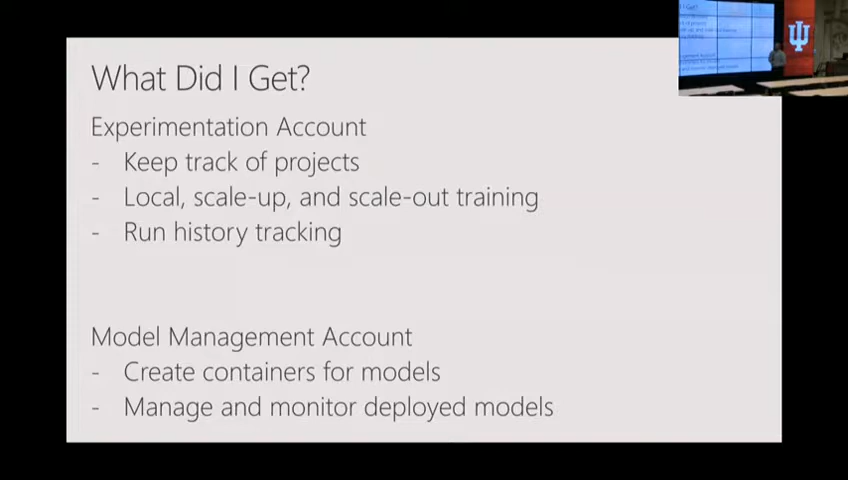 What Did I Get?
Experimentation Account
- Keep track of projects
- Local, scale-up, and scale-out training
- Run history tracking
Model Management Account
- Create containers for models
- Manage and monitor deployed models